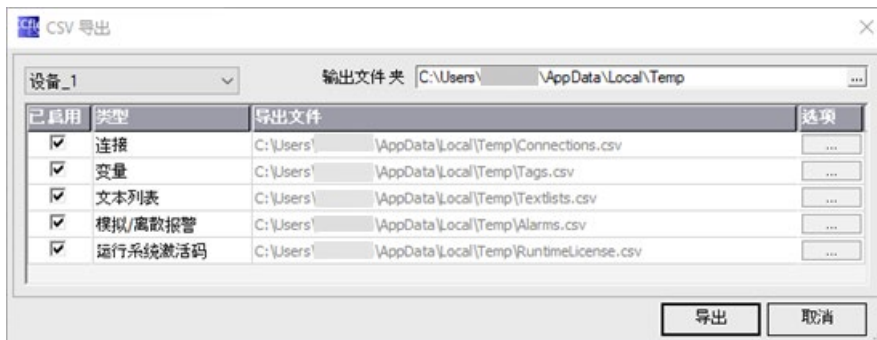 Cfle CSV 导出
设备_1 输出文件夹 C:\Users\ \AppData\Local\Temp ...
已启用 类型 导出文件 选项
连接 C:\Users\ \AppData\Local\Temp\Connections.csv ...
变量 C:\Users\ \AppData\Local\Temp\Tags.csv ...
文本列表 C:\Users\ \AppData\Local\Temp\Textlists.csv ...
模拟/离散报警 C:\Users\ \AppData\Local\Temp\Alarms.csv ...
运行系统激活码 C:\Users\ \AppData\Local\Temp\RuntimeLicense.csv ...
导出 取消